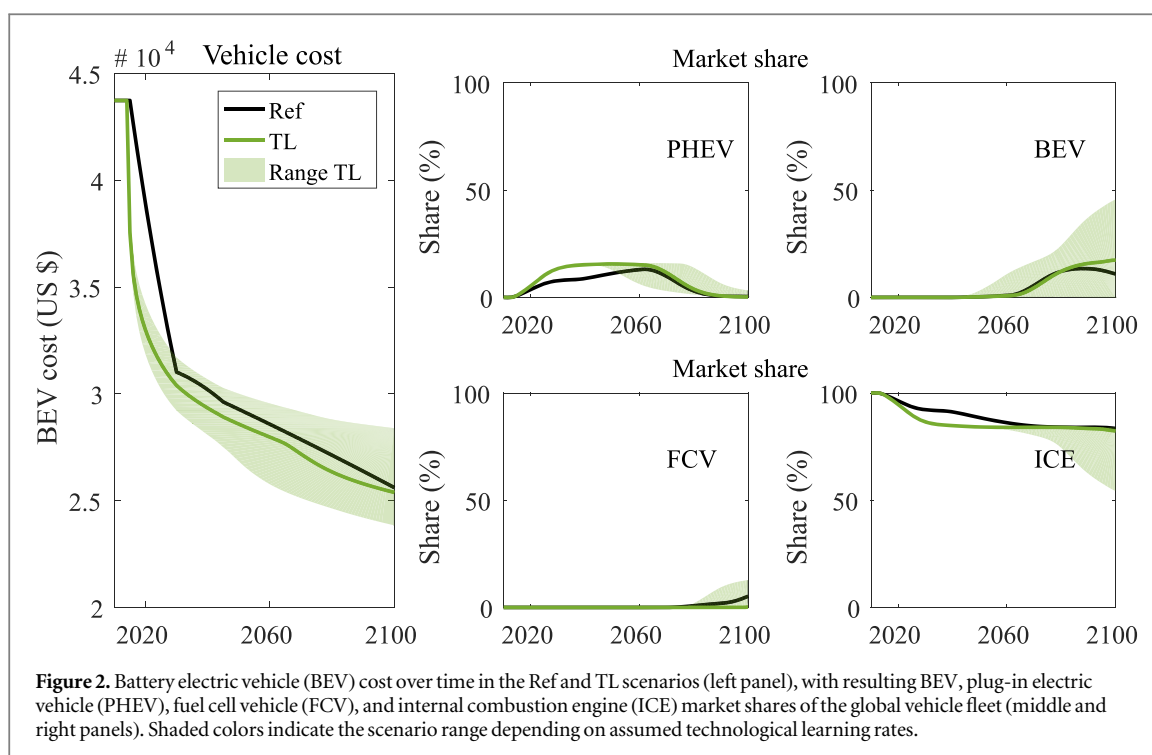 # 10^4
Vehicle cost
4.5
4
3.5
3
2.5
2
BEV cost (US $)
Ref
TL
Range TL
2020 2060 2100
Market share
100
50
0
Share (%)
PHEV
2020 2060 2100
100
50
0
Share (%)
BEV
2020 2060 2100
Market share
100
50
0
Share (%)
FCV
2020 2060 2100
100
50
0
Share (%)
ICE
2020 2060 2100
Figure 2. Battery electric vehicle (BEV) cost over time in the Ref and TL scenarios (left panel), with resulting BEV, plug-in electric
vehicle (PHEV), fuel cell vehicle (FCV), and internal combustion engine (ICE) market shares of the global vehicle fleet (middle and
right panels). Shaded colors indicate the scenario range depending on assumed technological learning rates.